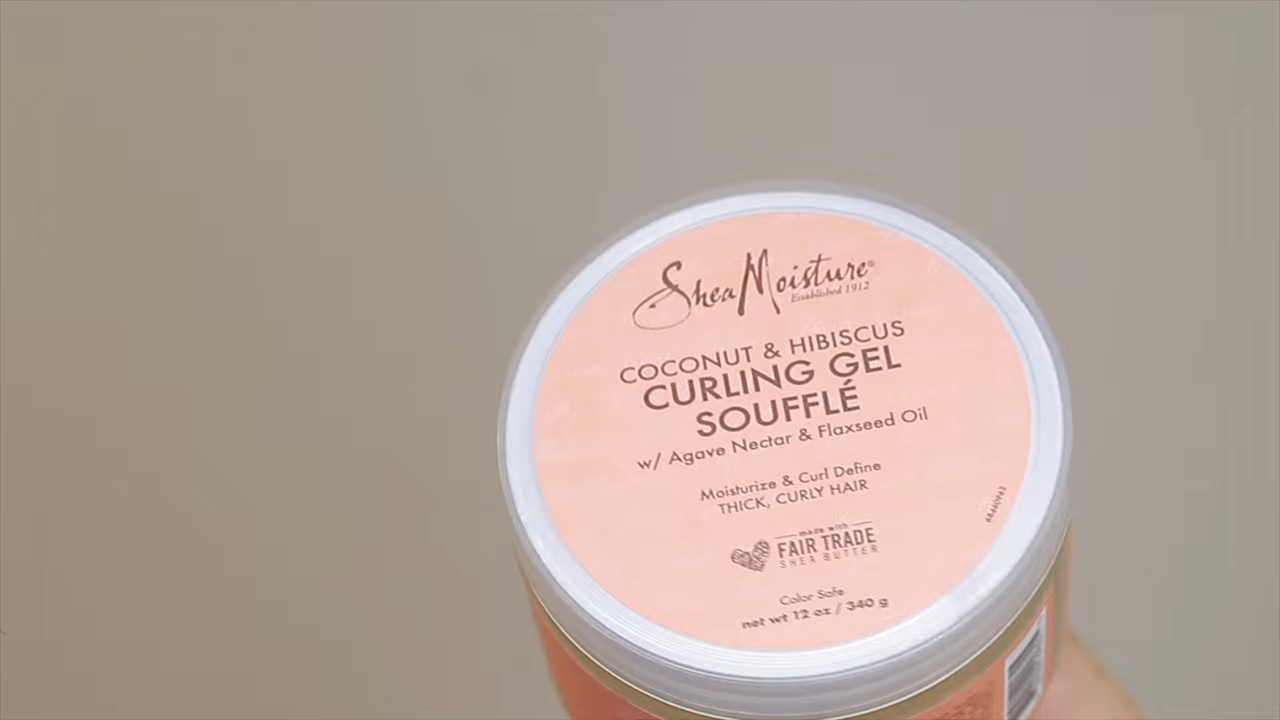 SheaMoisture®
Established 1912
COCONUT & HIBISCUS
CURLING GEL
SOUFFLÉ
w/ Agave Nectar & Flaxseed Oil
Moisturize & Curl Define
THICK, CURLY HAIR
made with
FAIR TRADE
SHEA BUTTER
Color Safe
net wt 12 oz / 340 g